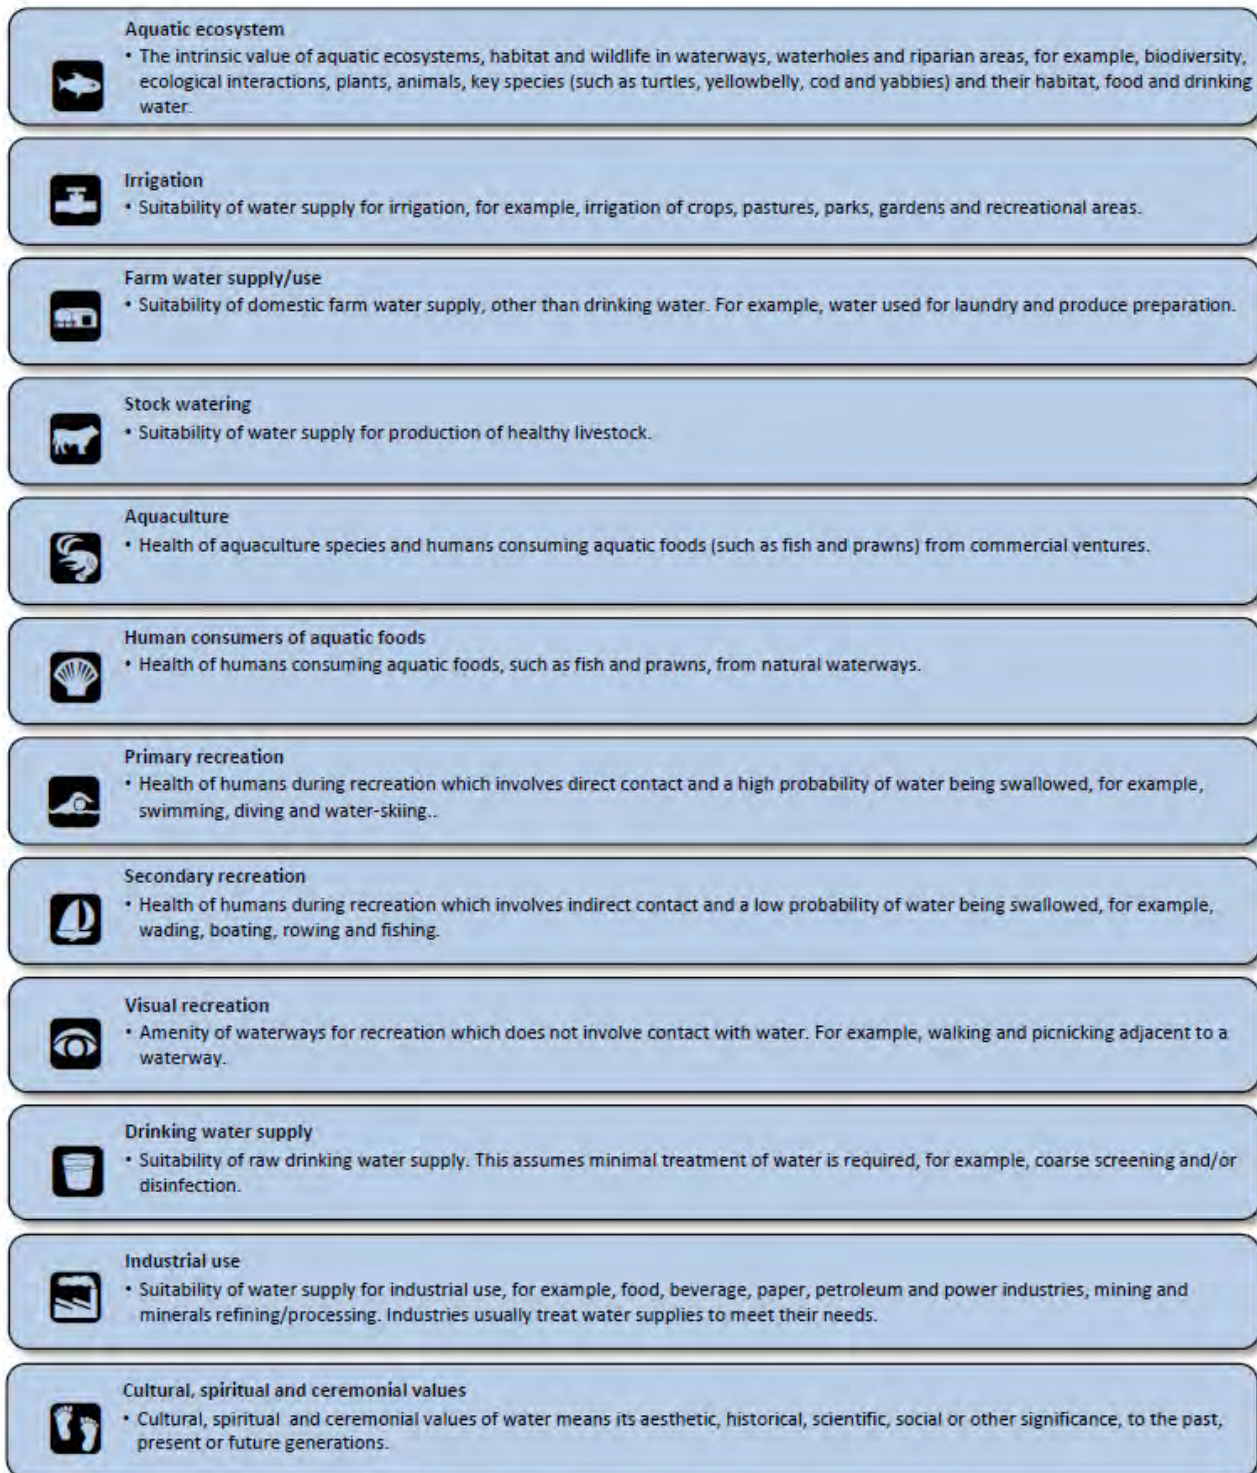 Aquatic ecosystem
• The intrinsic value of aquatic ecosystems, habitat and wildlife in waterways, waterholes and riparian areas, for example, biodiversity,
ecological interactions, plants, animals, key species (such as turtles, yellowbelly, cod and yabbies) and their habitat, food and drinking
water.
Irrigation
• Suitability of water supply for irrigation, for example, irrigation of crops, pastures, parks, gardens and recreational areas.
Farm water supply/use
• Suitability of domestic farm water supply, other than drinking water. For example, water used for laundry and produce preparation.
Stock watering
• Suitability of water supply for production of healthy livestock.
Aquaculture
• Health of aquaculture species and humans consuming aquatic foods (such as fish and prawns) from commercial ventures.
Human consumers of aquatic foods
• Health of humans consuming aquatic foods, such as fish and prawns, from natural waterways.
Primary recreation
• Health of humans during recreation which involves direct contact and a high probability of water being swallowed, for example,
swimming, diving and water-skiing..
Secondary recreation
• Health of humans during recreation which involves indirect contact and a low probability of water being swallowed, for example,
wading, boating, rowing and fishing.
Visual recreation
• Amenity of waterways for recreation which does not involve contact with water. For example, walking and picnicking adjacent to a
waterway.
Drinking water supply
• Suitability of raw drinking water supply. This assumes minimal treatment of water is required, for example, coarse screening and/or
disinfection.
Industrial use
• Suitability of water supply for industrial use, for example, food, beverage, paper, petroleum and power industries, mining and
minerals refining/processing. Industries usually treat water supplies to meet their needs.
Cultural, spiritual and ceremonial values
• Cultural, spiritual and ceremonial values of water means its aesthetic, historical, scientific, social or other significance, to the past,
present or future generations.